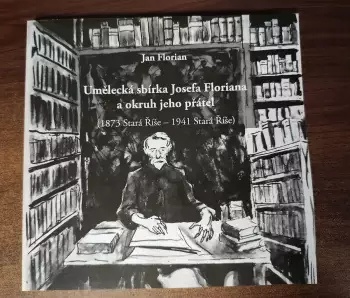 Jan Florian
Umělecká sbírka Josefa Floriana
a okruh jeho přátel
(1873 Stará Říše – 1941 Stará Říše)